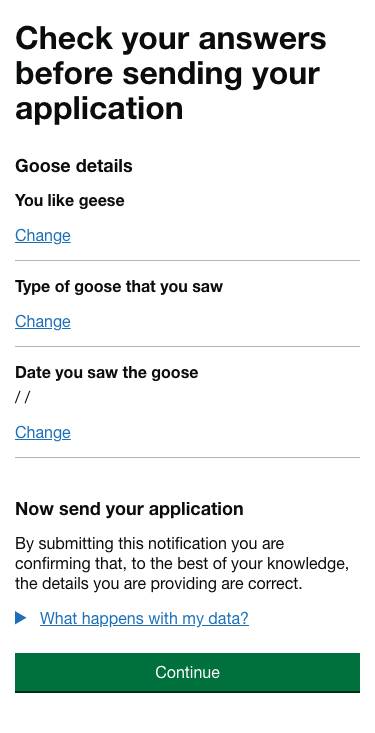 Check your answers
before sending your
application
Goose details
You like geese
Change
Type of goose that you saw
Change
Date you saw the goose
/ /
Change
Now send your application
By submitting this notification you are
confirming that, to the best of your knowledge,
the details you are providing are correct.
What happens with my data?
Continue